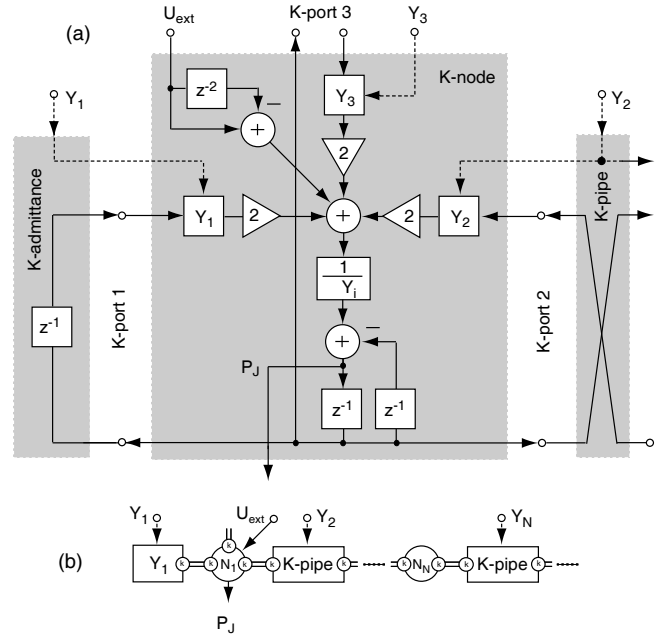 U_ext K-port 3 Y_3
(a)
K-node
z^-2
Y_1 Y_3 Y_2
−
+
2
K-admittance
K-pipe
Y_1 2 + 2 Y_2
K-port 1
1
Y_i
K-port 2
z^-1
−
+
P_J
z^-1 z^-1
(b)
Y_1 U_ext Y_2 Y_N
k
Y_1 k k N_1 k k K-pipe k k N_N k k K-pipe k
P_J